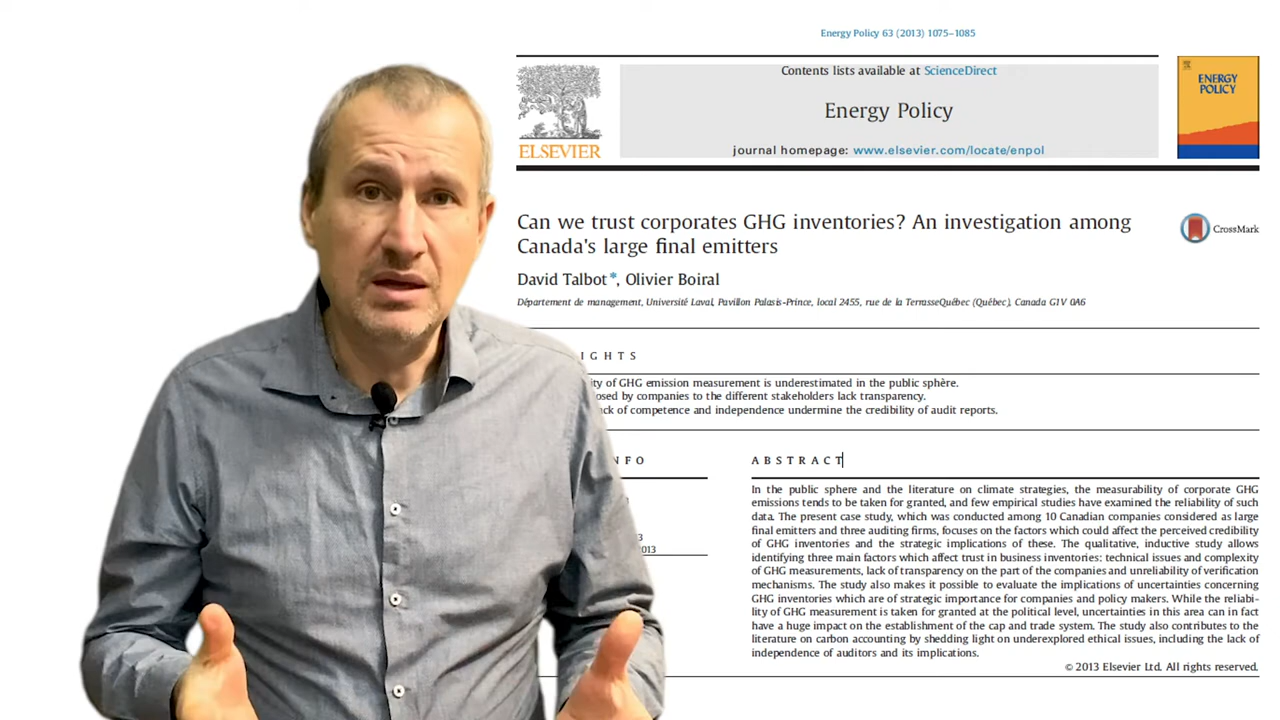 Energy Policy 63 (2013) 1075–1085
Contents lists available at ScienceDirect
Energy Policy
journal homepage: www.elsevier.com/locate/enpol
ELSEVIER
ENERGY
POLICY
Can we trust corporates GHG inventories? An investigation among
Canada's large final emitters
CrossMark
David Talbot*, Olivier Boiral
Département de management, Université Laval, Pavillon Palasis-Prince, local 2455, rue de la TerrasseQuébec (Québec), Canada G1V 0A6
I G H T S
of GHG emission measurement is underestimated in the public sphère.
by companies to the different stakeholders lack transparency.
of competence and independence undermine the credibility of audit reports.
A B S T R A C T
In the public sphere and the literature on climate strategies, the measurability of corporate GHG
emissions tends to be taken for granted, and few empirical studies have examined the reliability of such
data. The present case study, which was conducted among 10 Canadian companies considered as large
final emitters and three auditing firms, focuses on the factors which could affect the perceived credibility
of GHG inventories and the strategic implications of these. The qualitative, inductive study allows
identifying three main factors which affect trust in business inventories: technical issues and complexity
of GHG measurements, lack of transparency on the part of the companies and unreliability of verification
mechanisms. The study also makes it possible to evaluate the implications of uncertainties concerning
GHG inventories which are of strategic importance for companies and policy makers. While the reliabi-
lity of GHG measurement is taken for granted at the political level, uncertainties in this area can in fact
have a huge impact on the establishment of the cap and trade system. The study also contributes to the
literature on carbon accounting by shedding light on underexplored ethical issues, including the lack of
independence of auditors and its implications.
© 2013 Elsevier Ltd. All rights reserved.
N F O
2013